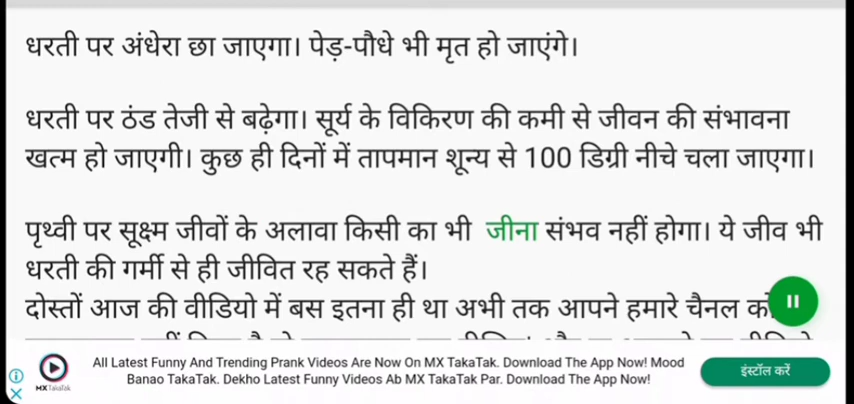 धरती पर अंधेरा छा जाएगा। पेड़-पौधे भी मृत हो जाएंगे।
धरती पर ठंड तेजी से बढ़ेगा। सूर्य के विकिरण की कमी से जीवन की संभावना
खत्म हो जाएगी। कुछ ही दिनों में तापमान शून्य से 100 डिग्री नीचे चला जाएगा।
पृथ्वी पर सूक्ष्म जीवों के अलावा किसी का भी जीना संभव नहीं होगा। ये जीव भी
धरती की गर्मी से ही जीवित रह सकते हैं।
दोस्तों आज की वीडियो में बस इतना ही था अभी तक आपने हमारे चैनल को
All Latest Funny And Trending Prank Videos Are Now On MX TakaTak. Download The App Now! Mood
Banao TakaTak. Dekho Latest Funny Videos Ab MX TakaTak Par. Download The App Now!
MX TakaTak
इंस्टॉल करें